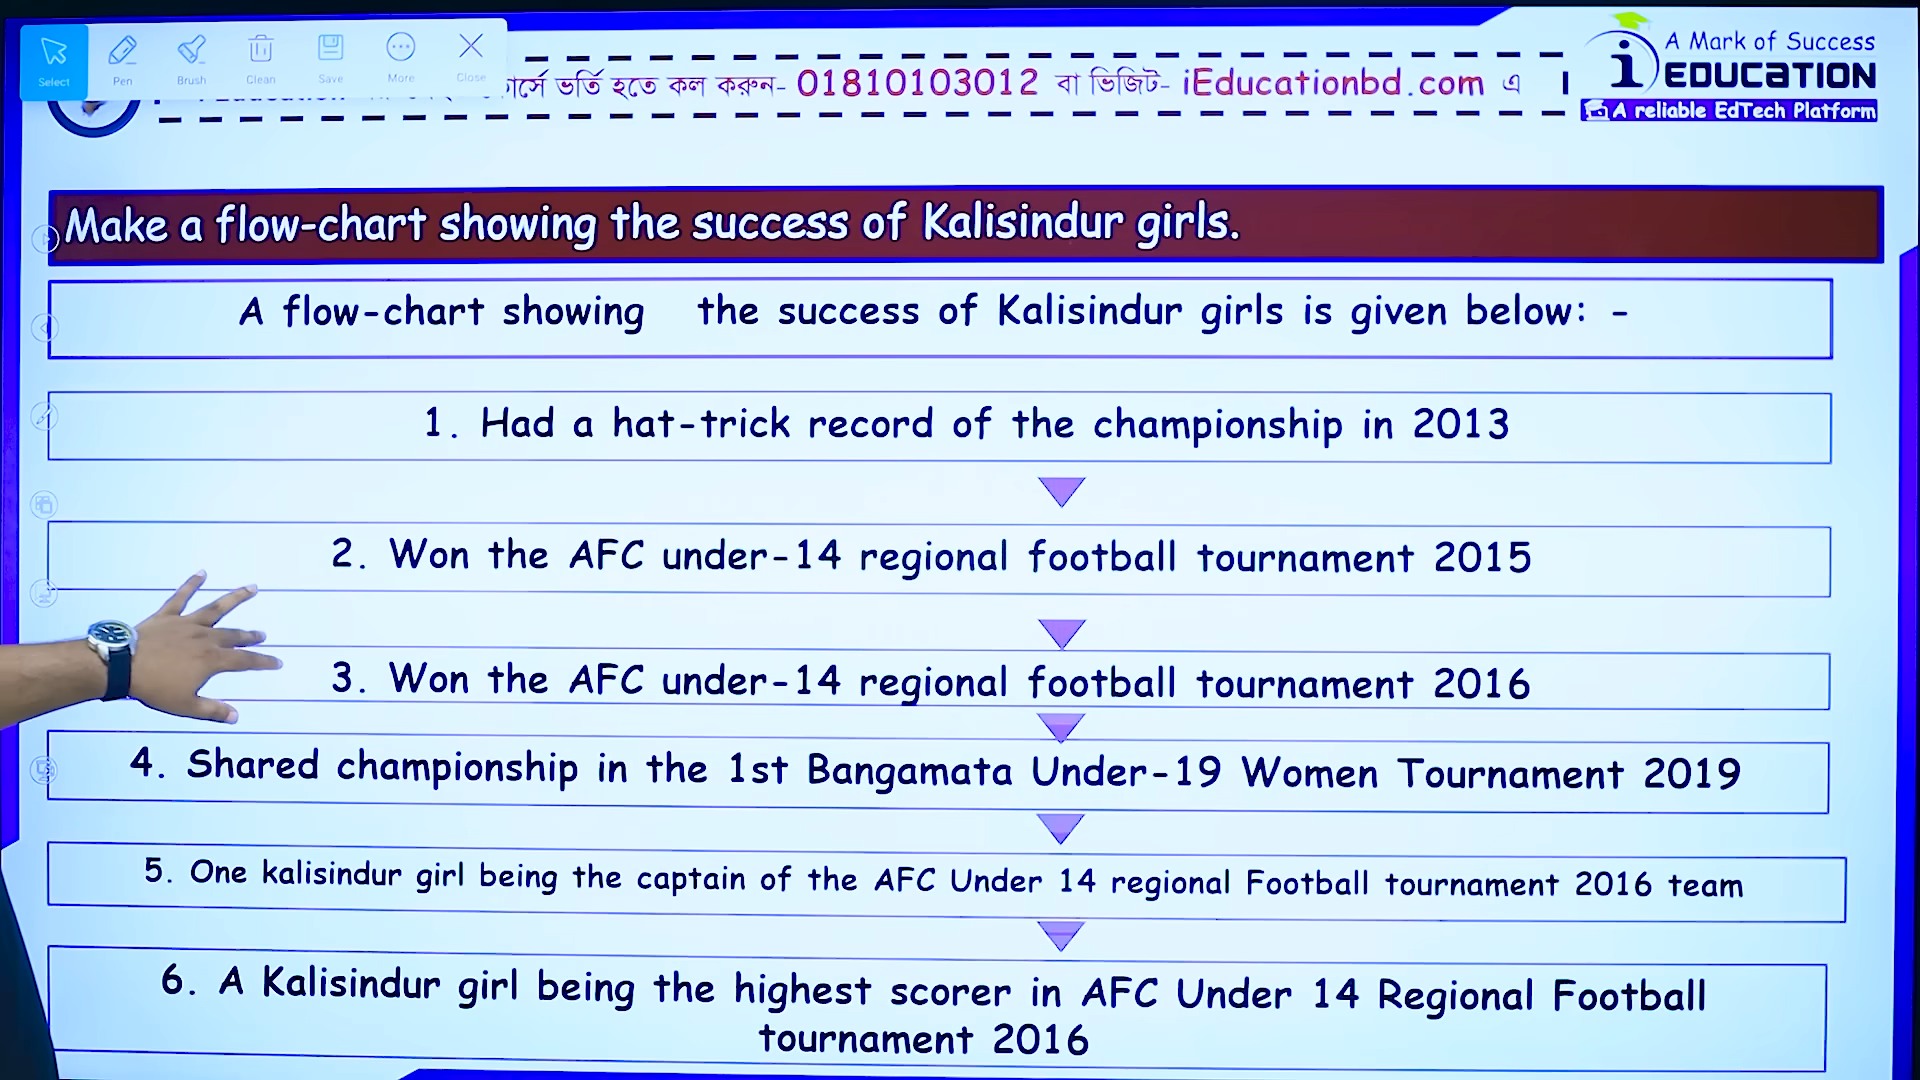 Select
Pen
Brush
Clean
Save
More
Close
ভর্তি হতে কল করুন- 01810103012 বা ভিজিট- iEducationbd.com এ
A Mark of Success
iEDUCATION
A reliable EdTech Platform
Make a flow-chart showing the success of Kalisindur girls.
A flow-chart showing the success of Kalisindur girls is given below: -
1. Had a hat-trick record of the championship in 2013
2. Won the AFC under-14 regional football tournament 2015
3. Won the AFC under-14 regional football tournament 2016
4. Shared championship in the 1st Bangamata Under-19 Women Tournament 2019
5. One kalisindur girl being the captain of the AFC Under 14 regional Football tournament 2016 team
6. A Kalisindur girl being the highest scorer in AFC Under 14 Regional Football
tournament 2016